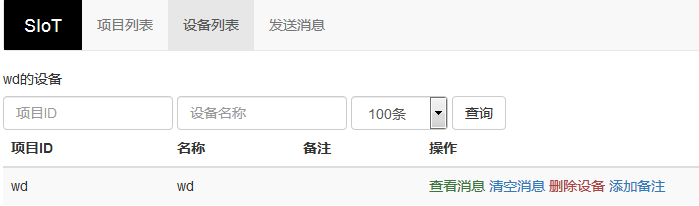 SIoT 项目列表 设备列表 发送消息
wd的设备
项目ID 设备名称 100条 查询
项目ID 名称 备注 操作
wd wd 查看消息 清空消息 删除设备 添加备注